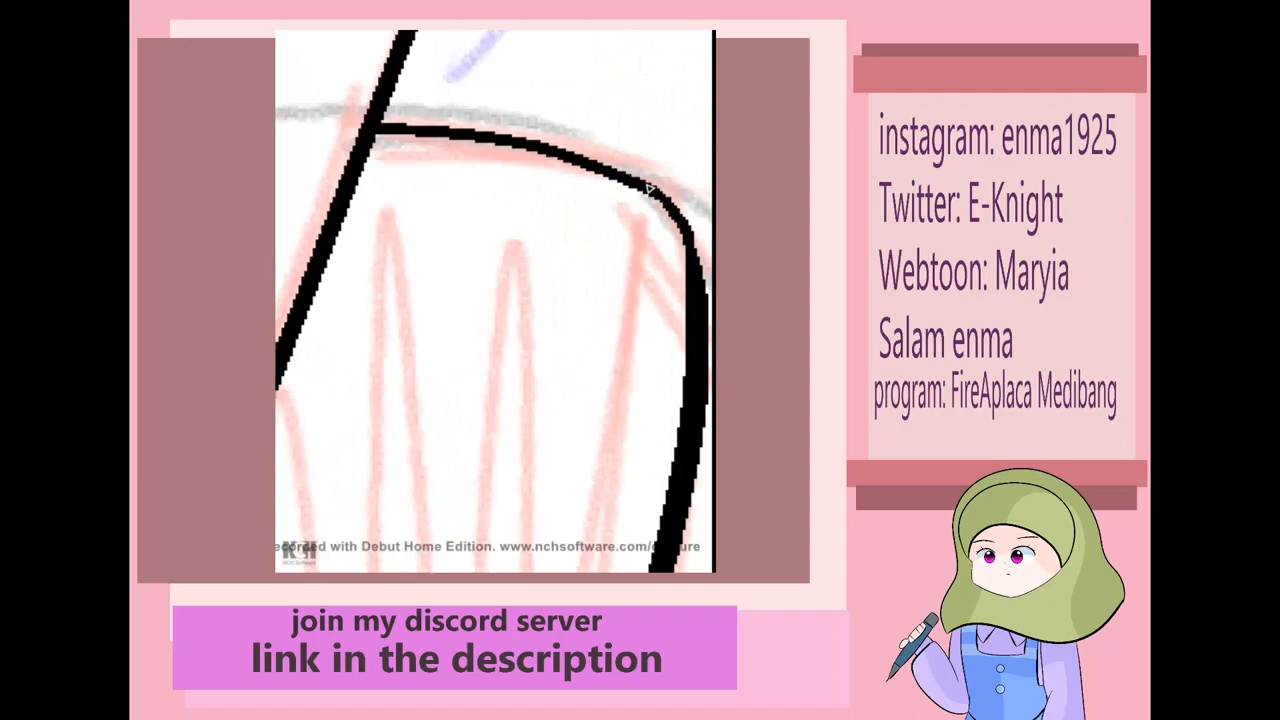 instagram: enma1925
Twitter: E-Knight
Webtoon: Maryia
Salam enma
program: FireAplaca Medibang
with Debut Home Edition. www.nchsoftware.com/
NCH
join my discord server
link in the description